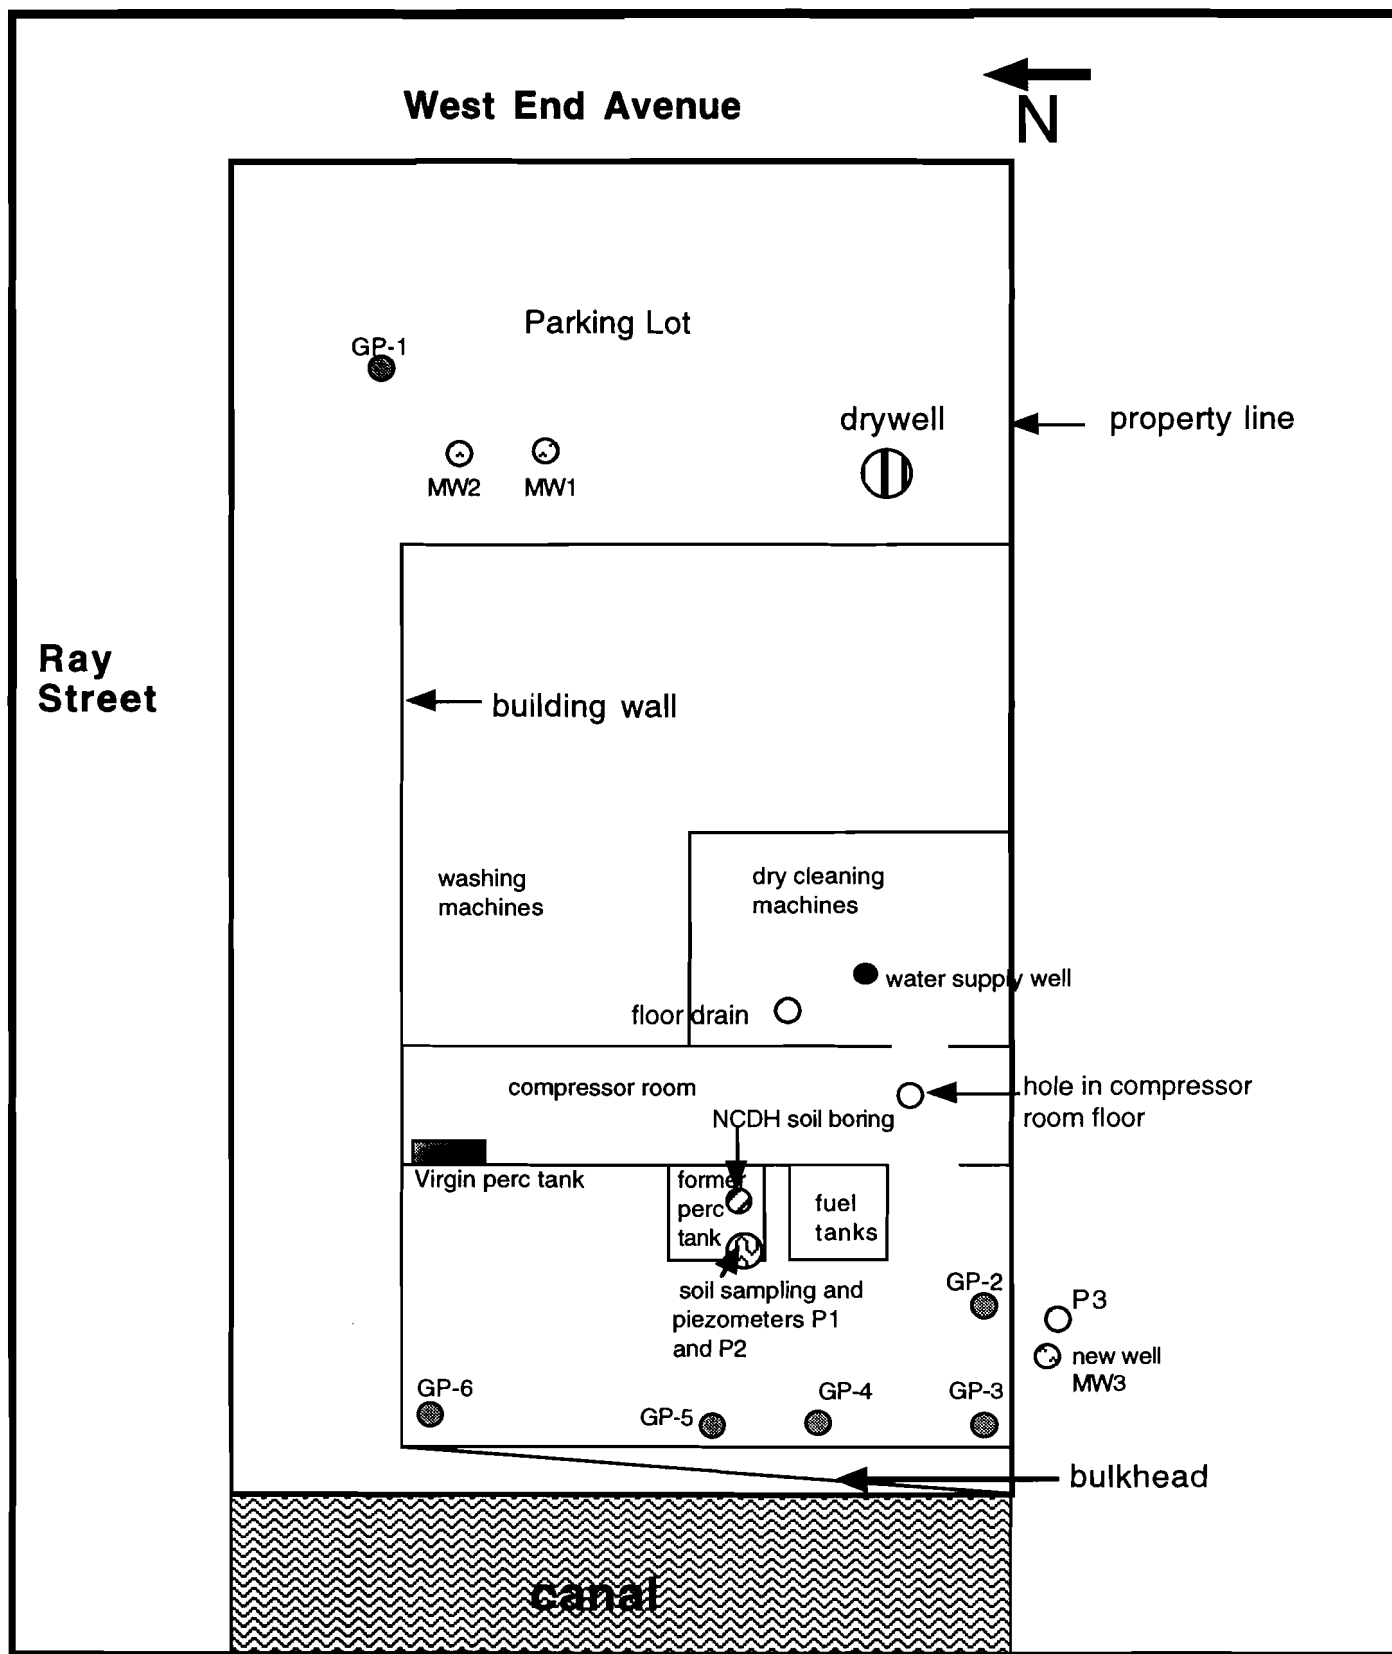 West End Avenue
N
Parking Lot
GP-1
drywell
property line
MW2
MW1
Ray
Street
building wall
washing
machines
dry cleaning
machines
water supply well
floor drain
compressor room
hole in compressor
room floor
NCDH soil boring
Virgin perc tank
former
perc
tank
fuel
tanks
soil sampling and
piezometers P1
and P2
GP-2
P3
new well
MW3
GP-6
GP-5
GP-4
GP-3
bulkhead
canal